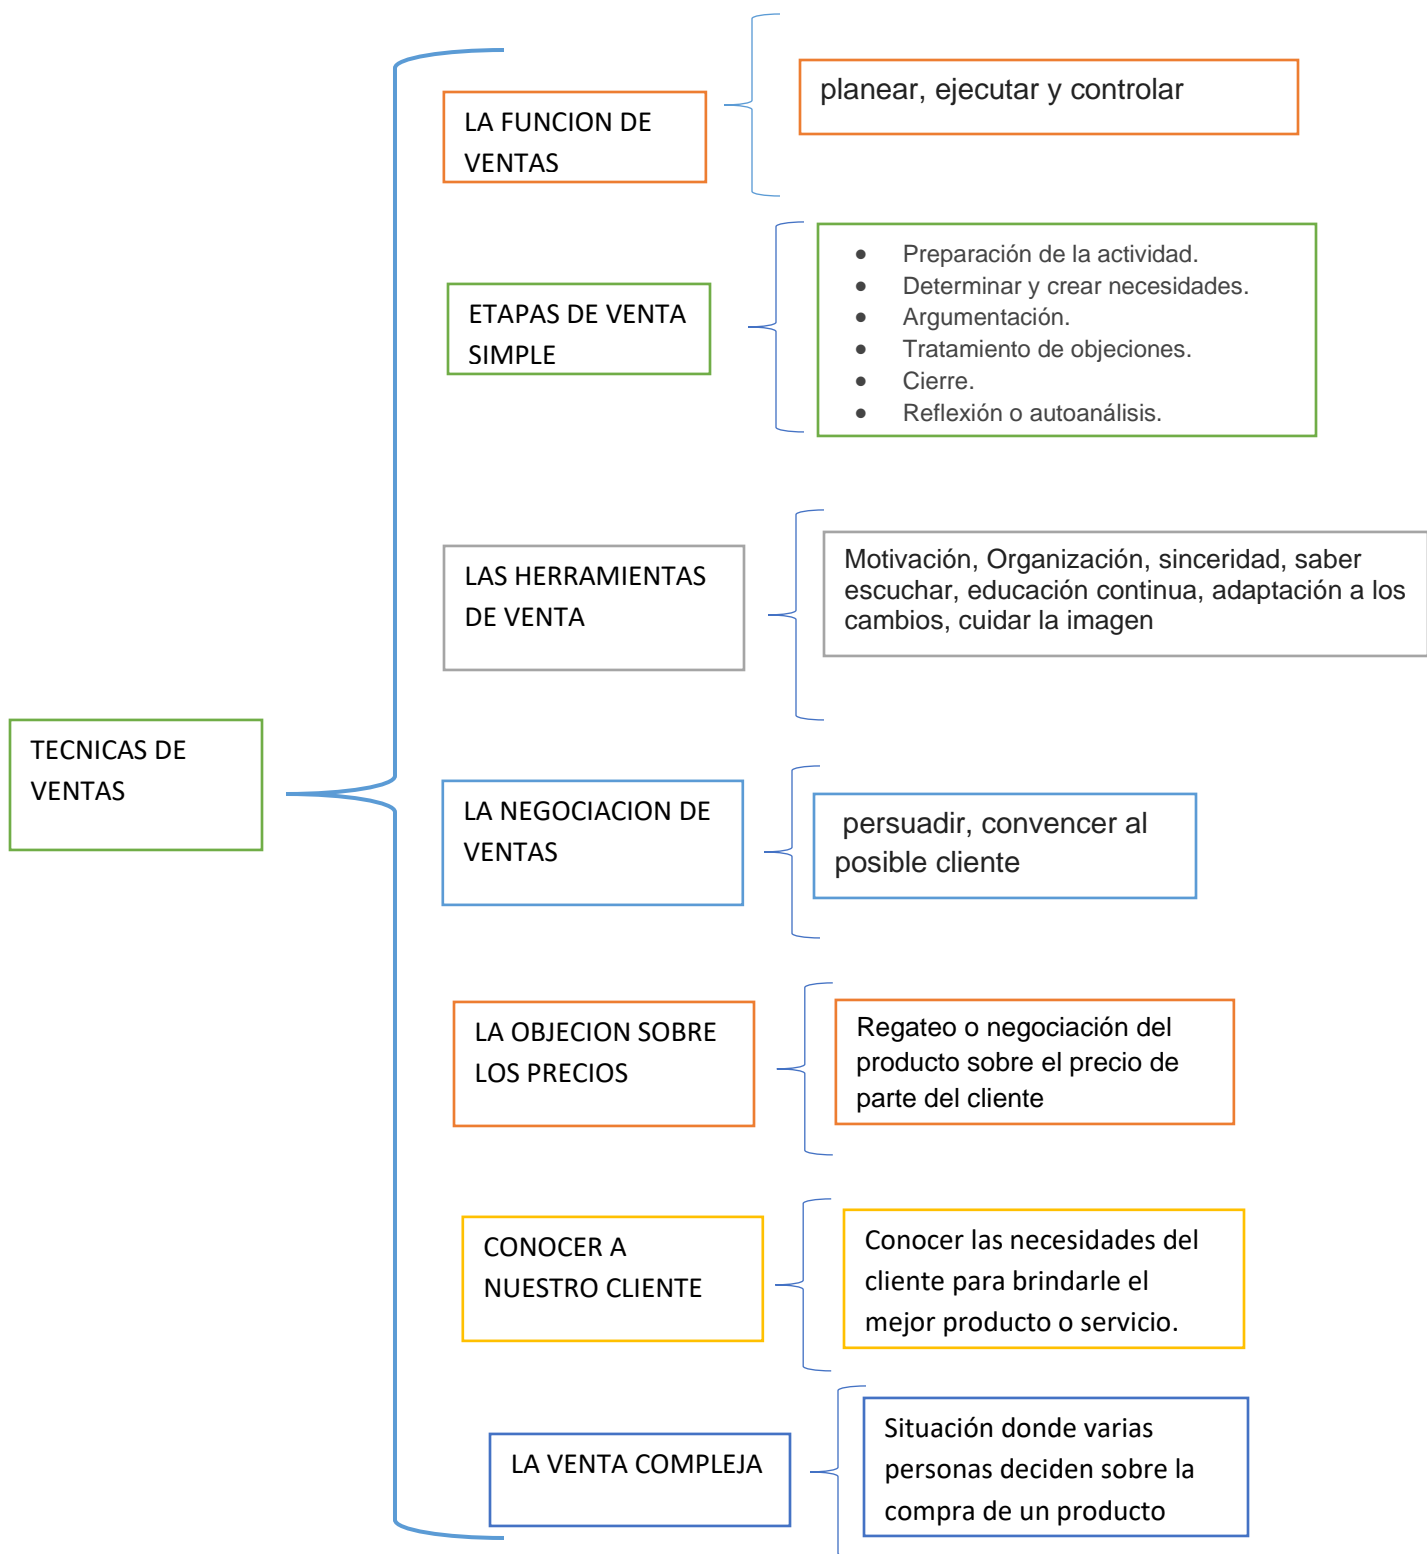 TECNICAS DE
VENTAS
LA FUNCION DE
VENTAS
planear, ejecutar y controlar
ETAPAS DE VENTA
SIMPLE
• Preparación de la actividad.
• Determinar y crear necesidades.
• Argumentación.
• Tratamiento de objeciones.
• Cierre.
• Reflexión o autoanálisis.
LAS HERRAMIENTAS
DE VENTA
Motivación, Organización, sinceridad, saber
escuchar, educación continua, adaptación a los
cambios, cuidar la imagen
LA NEGOCIACION DE
VENTAS
persuadir, convencer al
posible cliente
LA OBJECION SOBRE
LOS PRECIOS
Regateo o negociación del
producto sobre el precio de
parte del cliente
CONOCER A
NUESTRO CLIENTE
Conocer las necesidades del
cliente para brindarle el
mejor producto o servicio.
LA VENTA COMPLEJA
Situación donde varias
personas deciden sobre la
compra de un producto